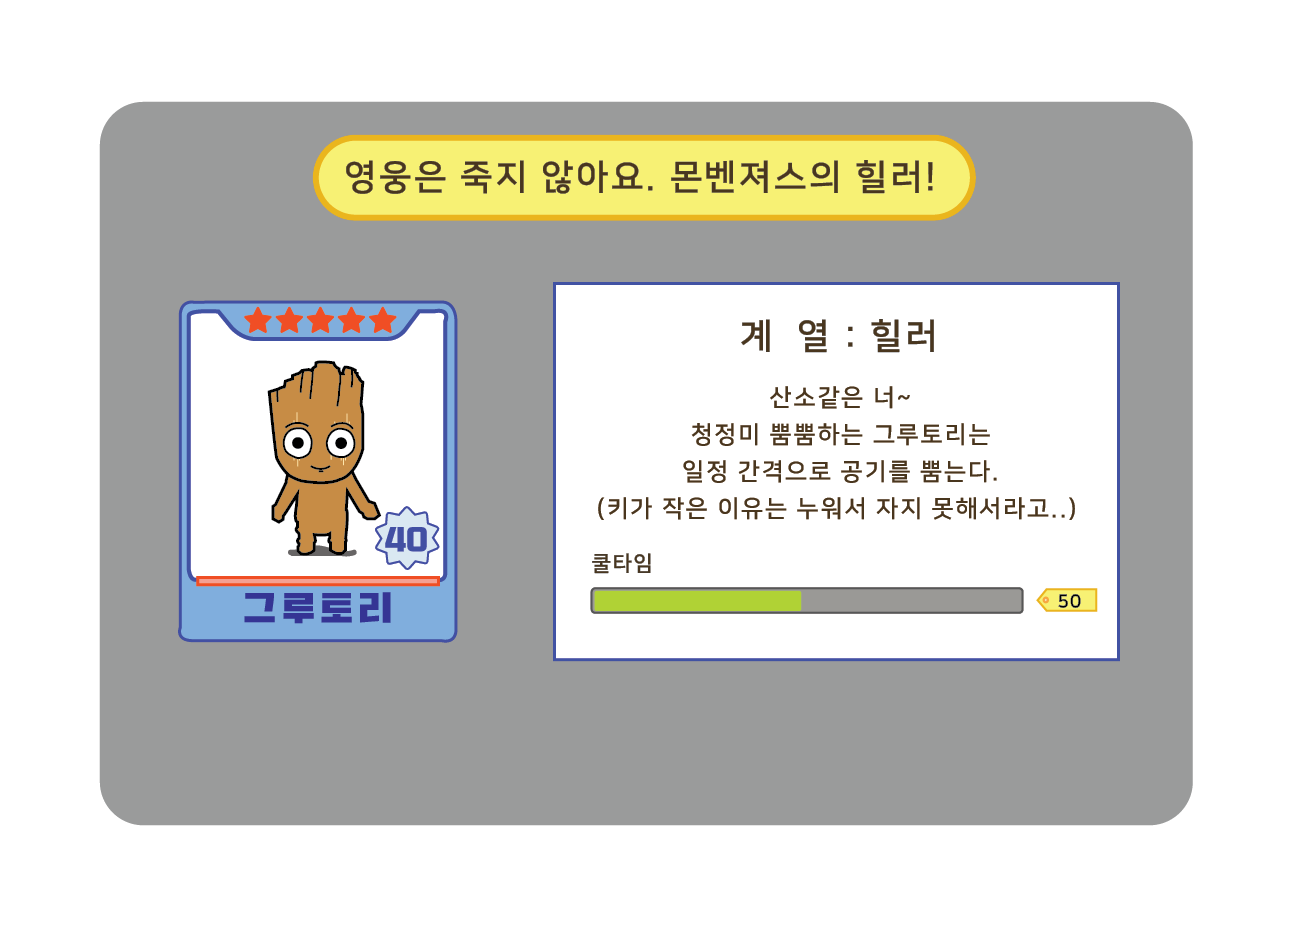 영웅은 죽지 않아요. 몬벤져스의 힐러!
40
그루토리
계 열 : 힐러
산소같은 너~
청정미 뿜뿜하는 그루토리는
일정 간격으로 공기를 뿜는다.
(키가 작은 이유는 누워서 자지 못해서라고..)
쿨타임
50